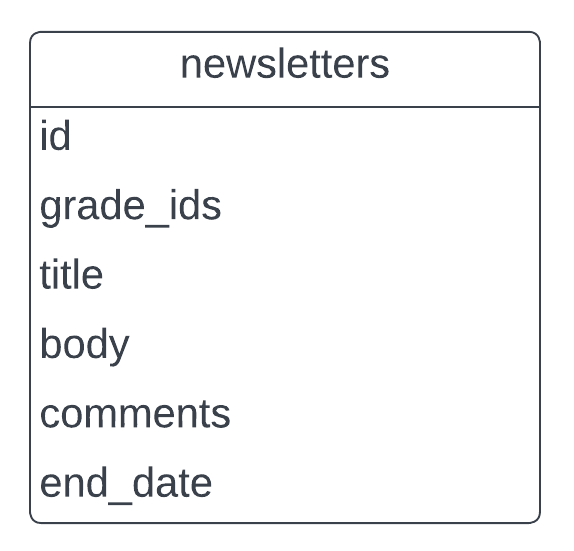 newsletters
id
grade_ids
title
body
comments
end_date